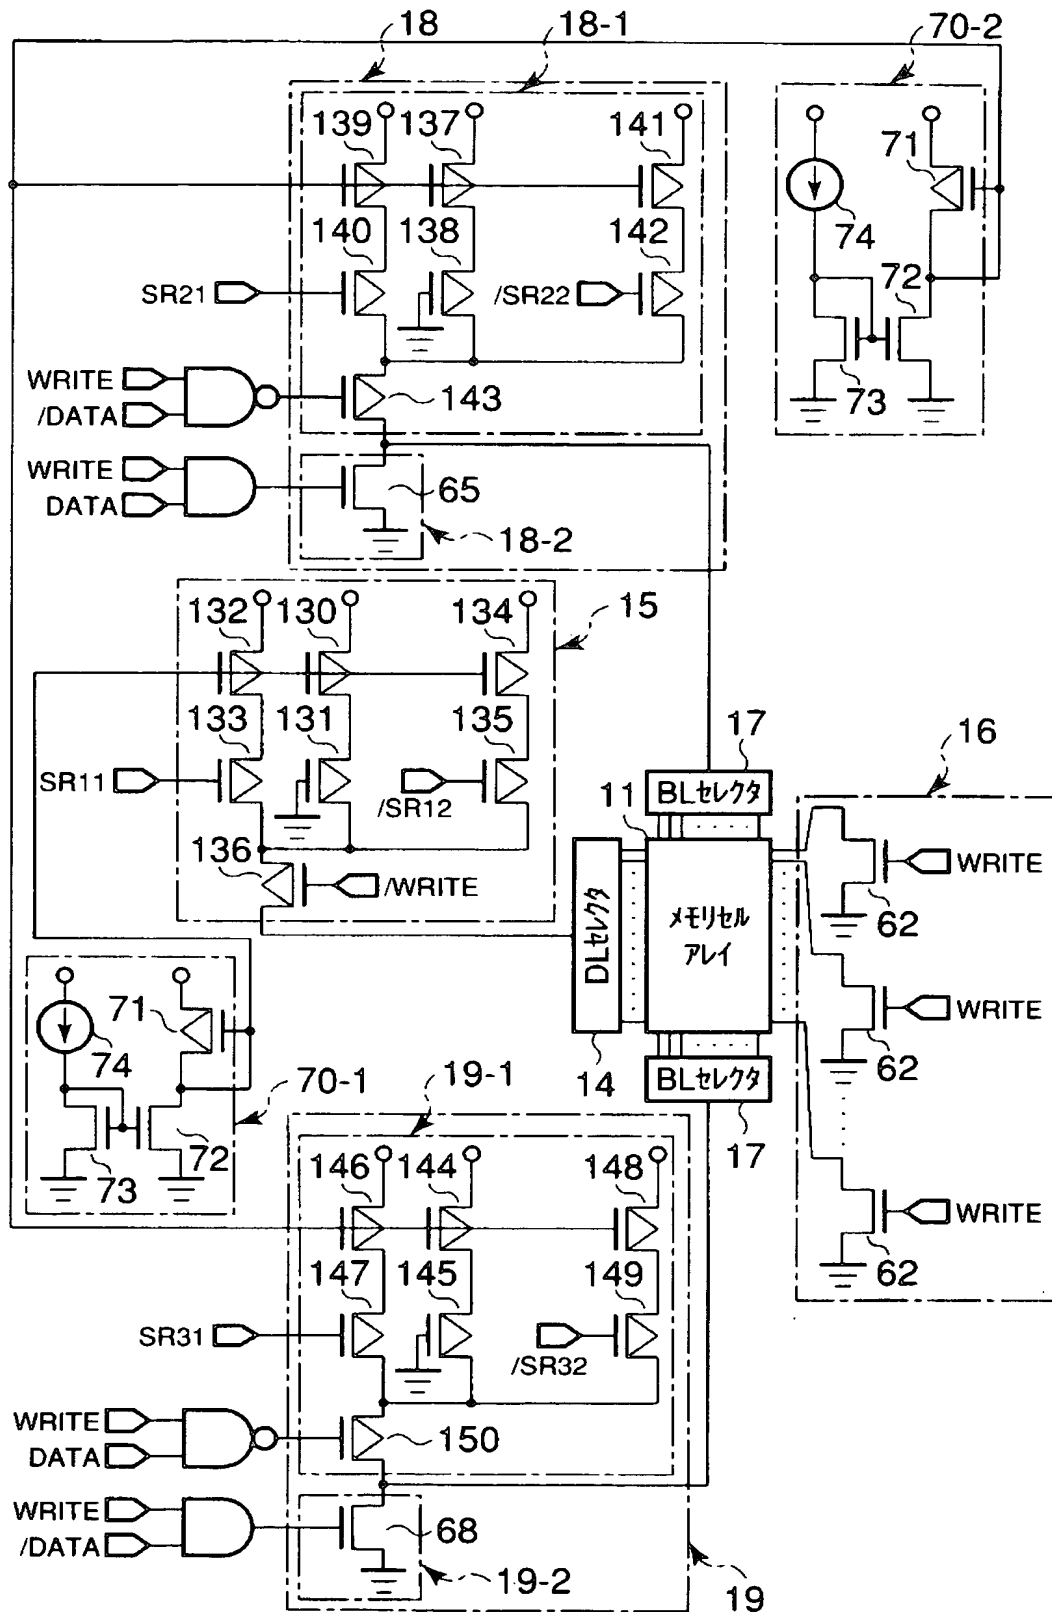 18
18-1
70-2
139
137
141
71
74
140
138
142
72
SR21
/SR22
73
WRITE
/DATA
143
WRITE
DATA
65
18-2
132
130
134
15
133
131
135
SR11
/SR12
17
16
BLセレクタ
11
136
/WRITE
DLセレクタ
メモリセル
アレイ
WRITE
62
71
74
WRITE
62
14
BLセレクタ
17
70-1
19-1
72
73
146
144
148
WRITE
62
147
145
149
SR31
/SR32
WRITE
DATA
150
WRITE
/DATA
68
19-2
19